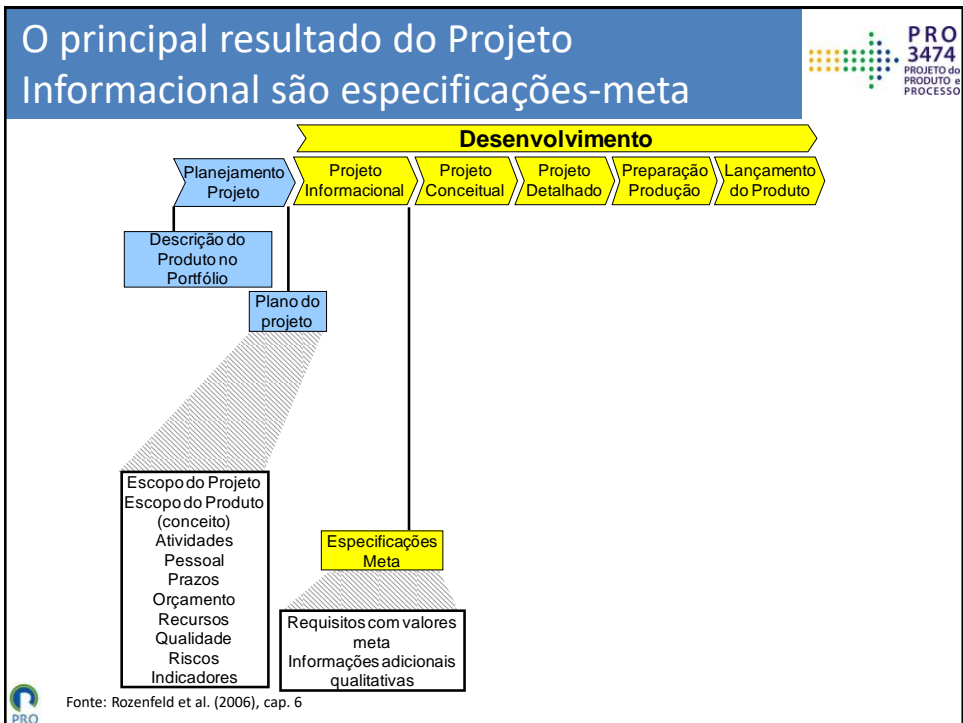 O principal resultado do Projeto
Informacional são especificações-meta
PRO
3474
PROJETO do
PRODUTO e
PROCESSO
Desenvolvimento
Planejamento
Projeto
Projeto
Informacional
Projeto
Conceitual
Projeto
Detalhado
Preparação
Produção
Lançamento
do Produto
Descrição do
Produto no
Portfólio
Plano do
projeto
Escopo do Projeto
Escopo do Produto
(conceito)
Atividades
Pessoal
Prazos
Orçamento
Recursos
Qualidade
Riscos
Indicadores
Especificações
Meta
Requisitos com valores
meta
Informações adicionais
qualitativas
Fonte: Rozenfeld et al. (2006), cap. 6
PRO